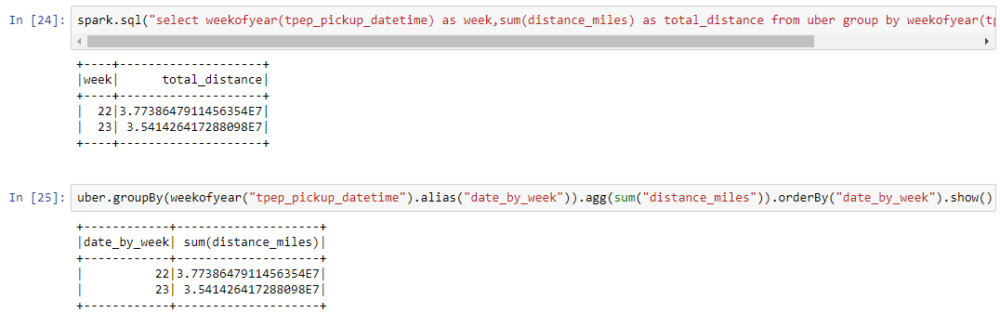 In [24]: spark.sql("select weekofyear(tpep_pickup_datetime) as week,sum(distance_miles) as total_distance from uber group by weekofyear(
+----+--------------------+
|week|      total_distance|
+----+--------------------+
|  22|3.7738647911456354E7|
|  23| 3.541426417288098E7|
+----+--------------------+
In [25]: uber.groupBy(weekofyear("tpep_pickup_datetime").alias("date_by_week")).agg(sum("distance_miles")).orderBy("date_by_week").show()
+------------+--------------------+
|date_by_week| sum(distance_miles)|
+------------+--------------------+
|          22|3.7738647911456354E7|
|          23| 3.541426417288098E7|
+------------+--------------------+